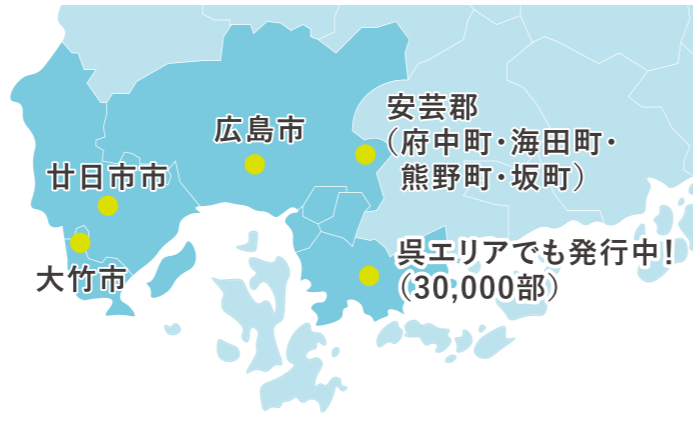 広島市
安芸郡
（府中町・海田町・
熊野町・坂町）
廿日市市
大竹市
呉エリアでも発行中！
（30,000部）